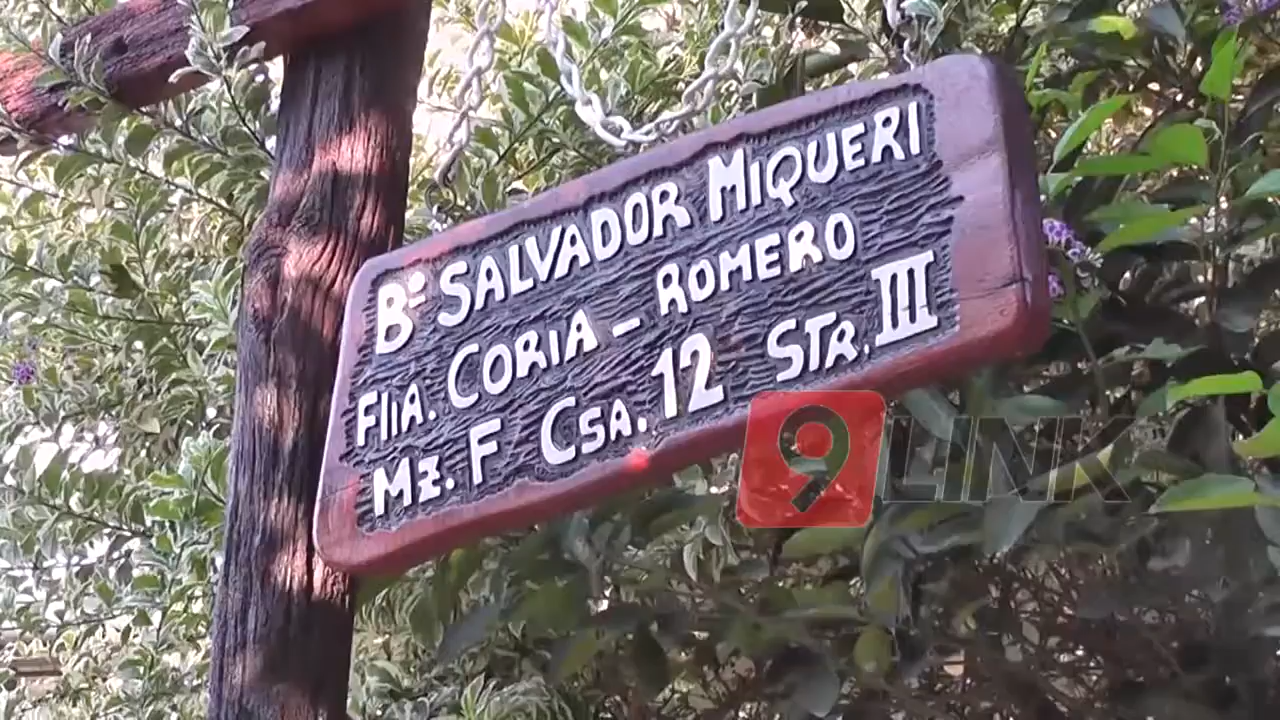 Bº SALVADOR MIQUERI
FliA. CORIA - ROMERO
Mz. F CSA. 12 STR. III
9 LINK